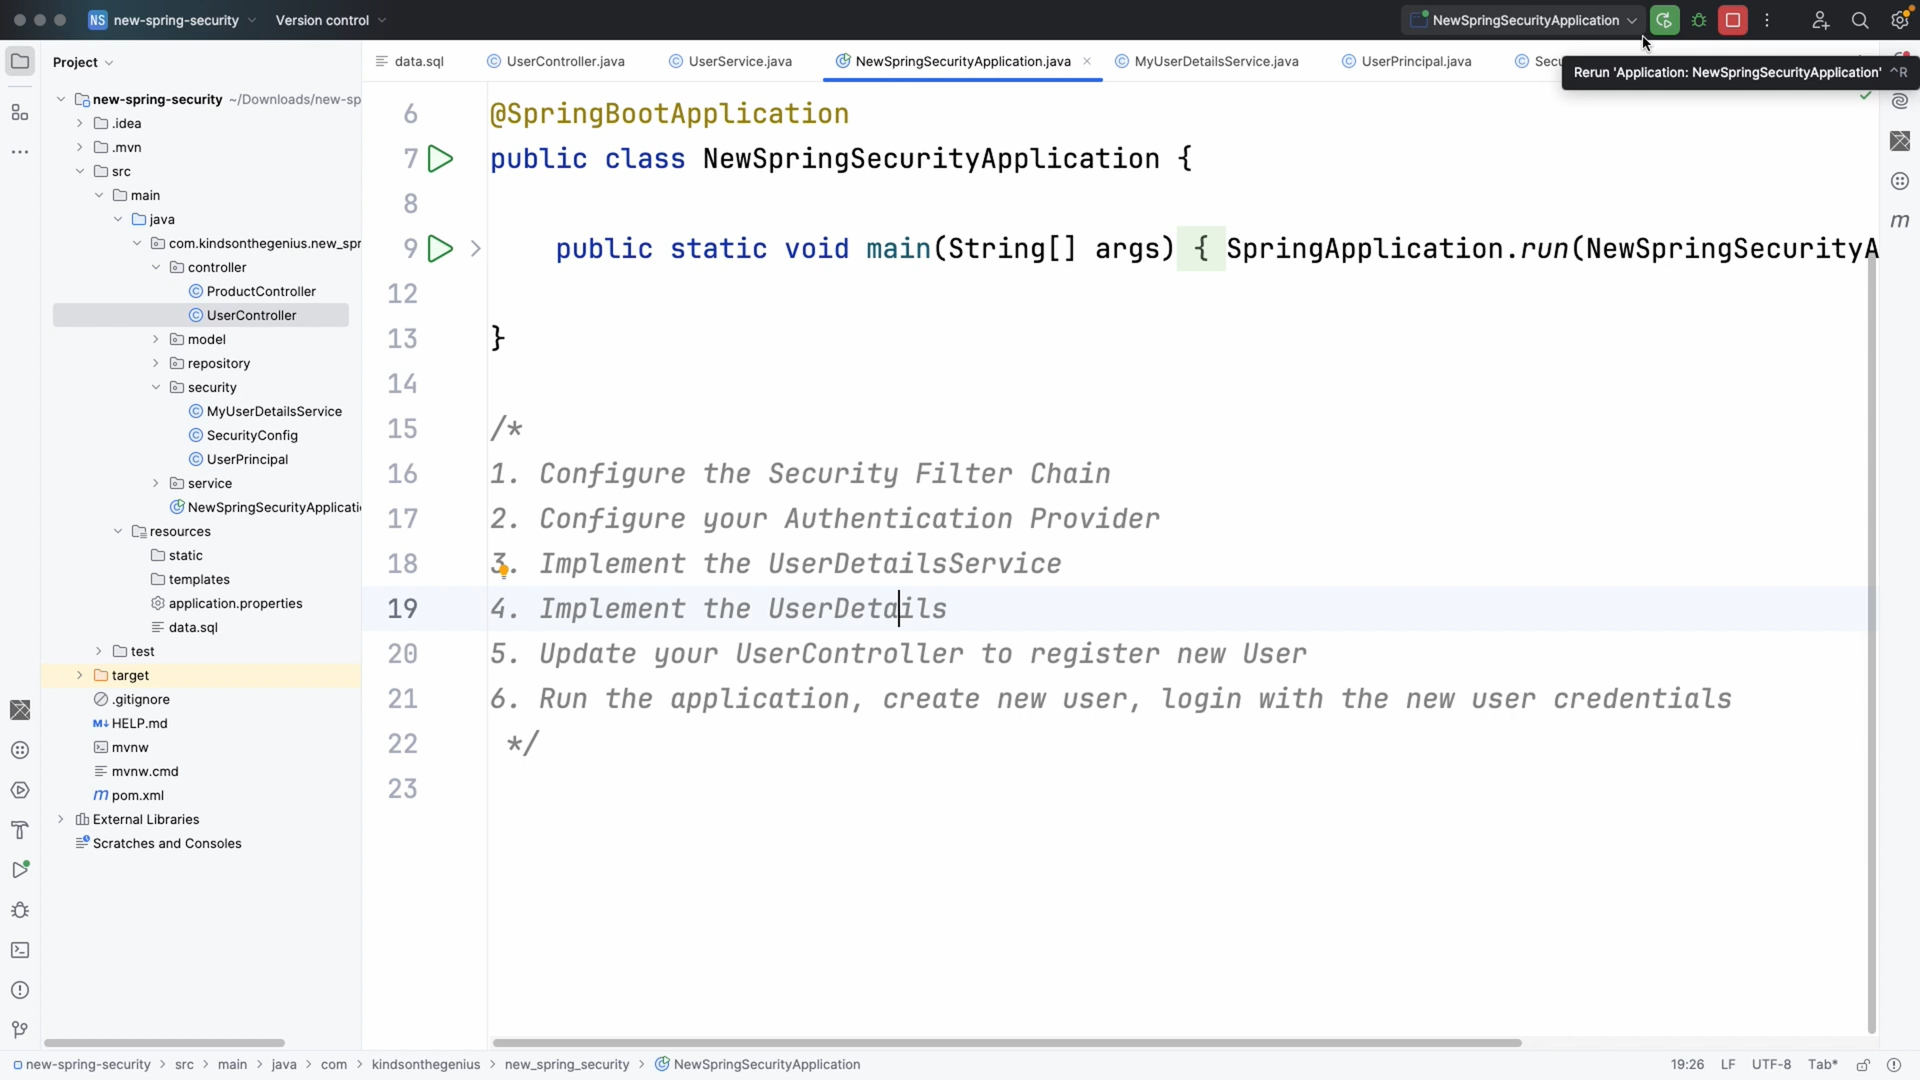 NS new-spring-security Version control NewSpringSecurityApplication
Project
data.sql UserController.java UserService.java NewSpringSecurityApplication.java MyUserDetailsService.java UserPrincipal.java Secu
Rerun 'Application: NewSpringSecurityApplication' ^R
new-spring-security ~/Downloads/new-sp
.idea
.mvn
src
main
java
com.kindsonthegenius.new_spr
controller
ProductController
UserController
model
repository
security
MyUserDetailsService
SecurityConfig
UserPrincipal
service
NewSpringSecurityApplicati
resources
static
templates
application.properties
data.sql
test
target
.gitignore
M↓ HELP.md
mvnw
mvnw.cmd
m pom.xml
External Libraries
Scratches and Consoles
6 @SpringBootApplication
7 public class NewSpringSecurityApplication {
8
9 public static void main(String[] args) { SpringApplication.run(NewSpringSecurityA
12
13 }
14
15 /*
16 1. Configure the Security Filter Chain
17 2. Configure your Authentication Provider
18 3. Implement the UserDetailsService
19 4. Implement the UserDetails
20 5. Update your UserController to register new User
21 6. Run the application, create new user, login with the new user credentials
22 */
23
m
new-spring-security > src > main > java > com > kindsonthegenius > new_spring_security > NewSpringSecurityApplication 19:26 LF UTF-8 Tab*